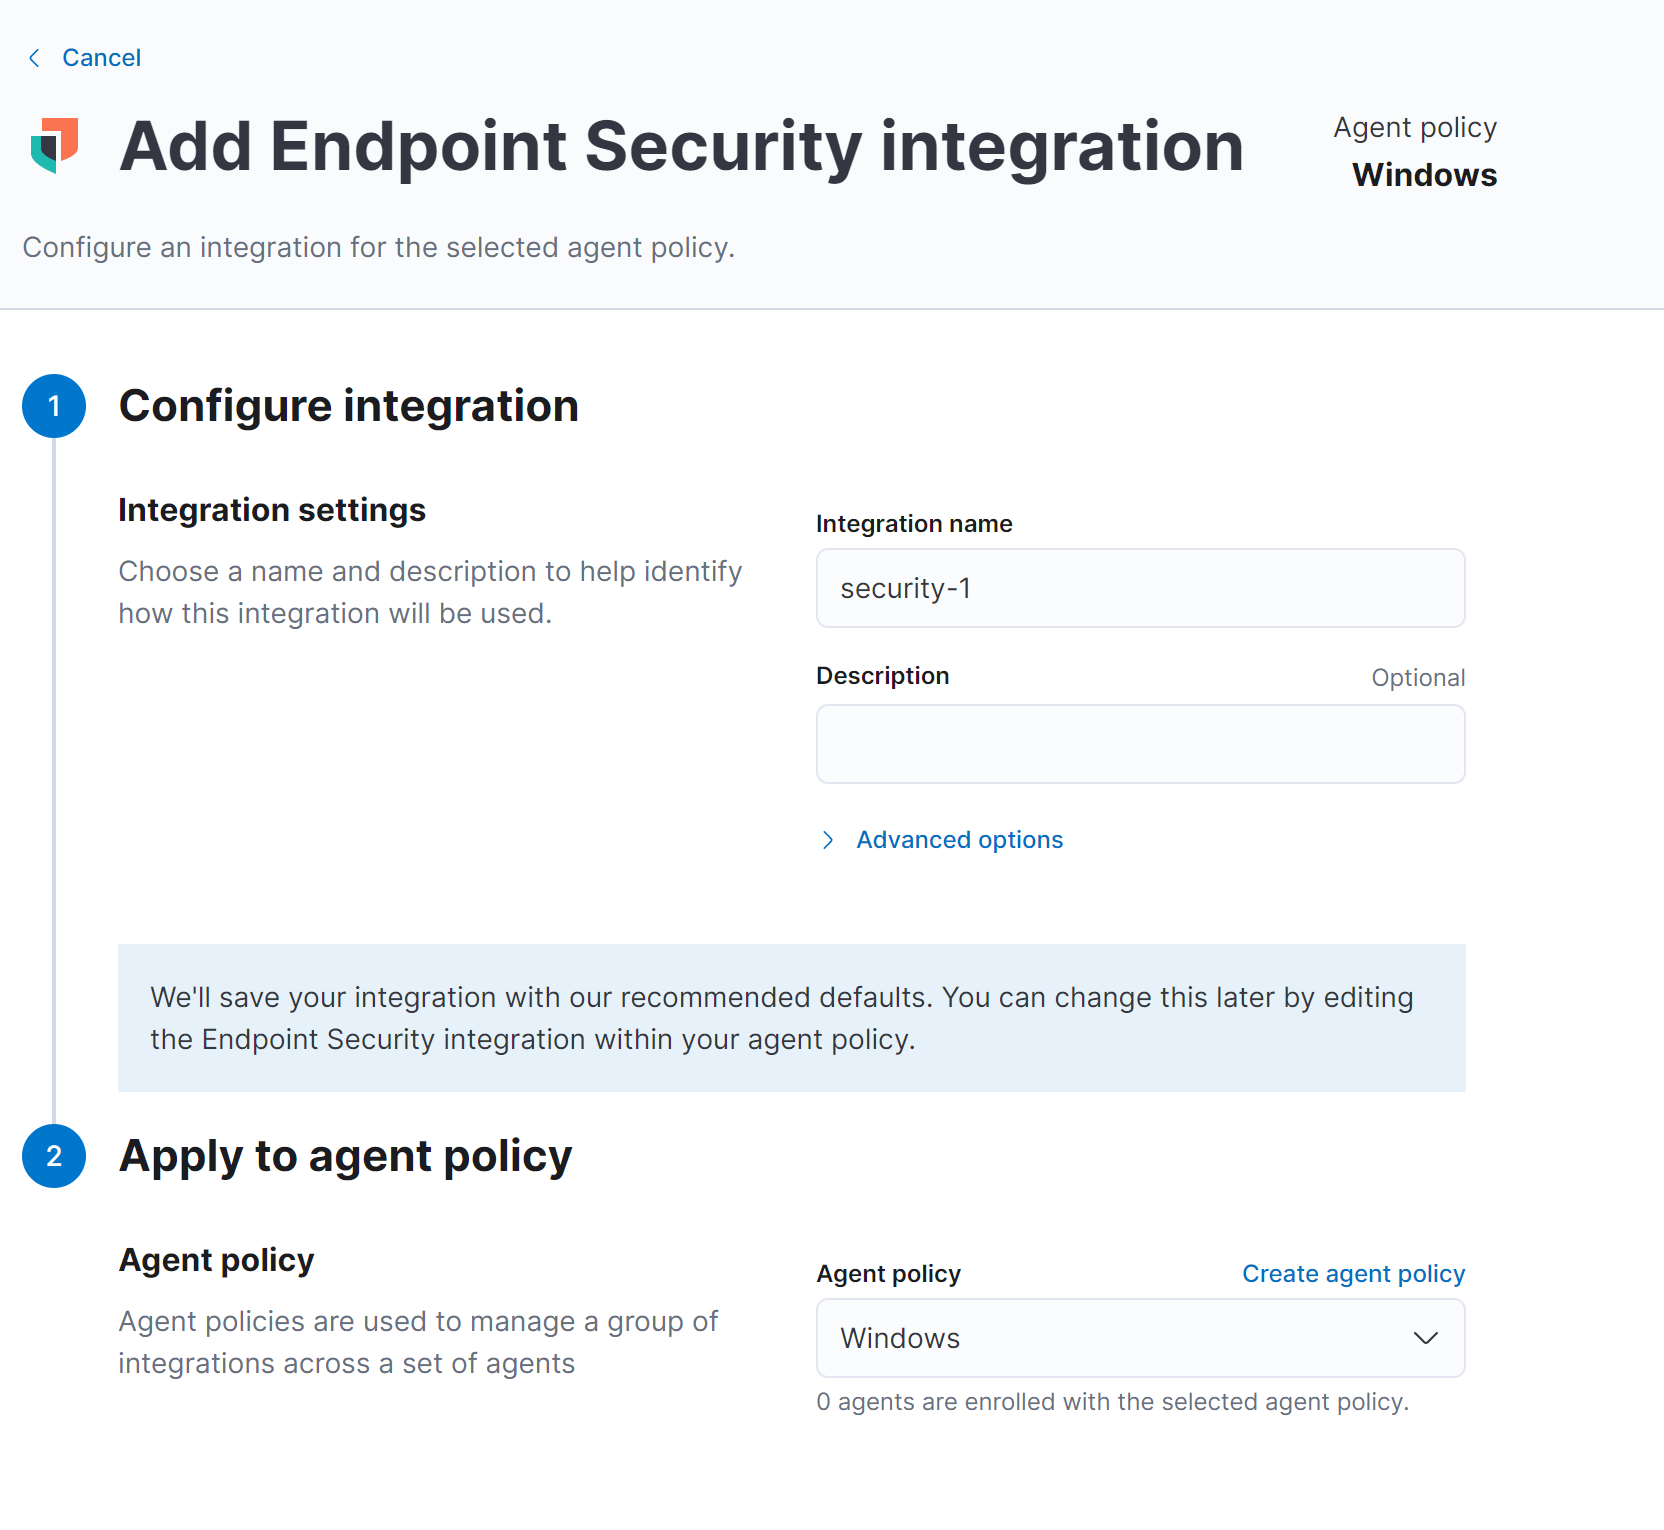 Cancel
Add Endpoint Security integration
Agent policy
Windows
Configure an integration for the selected agent policy.
1
Configure integration
Integration settings
Choose a name and description to help identify
how this integration will be used.
Integration name
security-1
Description
Optional
Advanced options
We'll save your integration with our recommended defaults. You can change this later by editing
the Endpoint Security integration within your agent policy.
2
Apply to agent policy
Agent policy
Agent policies are used to manage a group of
integrations across a set of agents
Agent policy
Create agent policy
Windows
0 agents are enrolled with the selected agent policy.